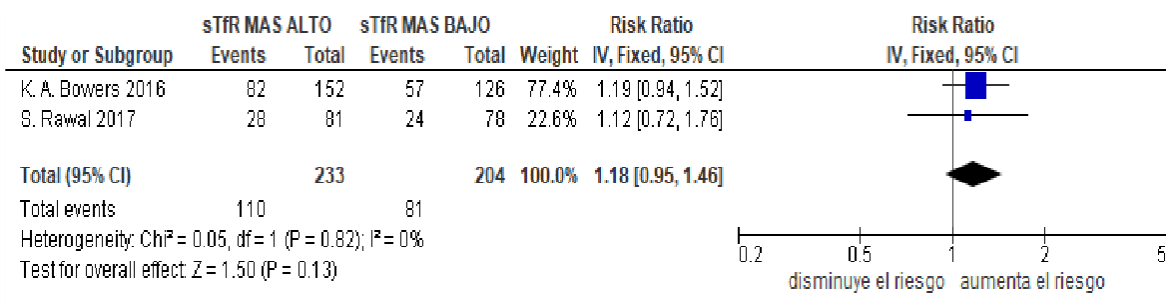 sTfR MAS ALTO sTfR MAS BAJO Risk Ratio Risk Ratio
Study or Subgroup Events Total Events Total Weight IV, Fixed, 95% CI IV, Fixed, 95% CI
K. A. Bowers 2016 82 152 57 126 77.4% 1.19 [0.94, 1.52]
S. Rawal 2017 28 81 24 78 22.6% 1.12 [0.72, 1.76]
Total (95% CI) 233 204 100.0% 1.18 [0.95, 1.46]
Total events 110 81
Heterogeneity: Chi² = 0.05, df = 1 (P = 0.82); I² = 0%
Test for overall effect: Z = 1.50 (P = 0.13)
0.2 0.5 1 2 5
disminuye el riesgo aumenta el riesgo